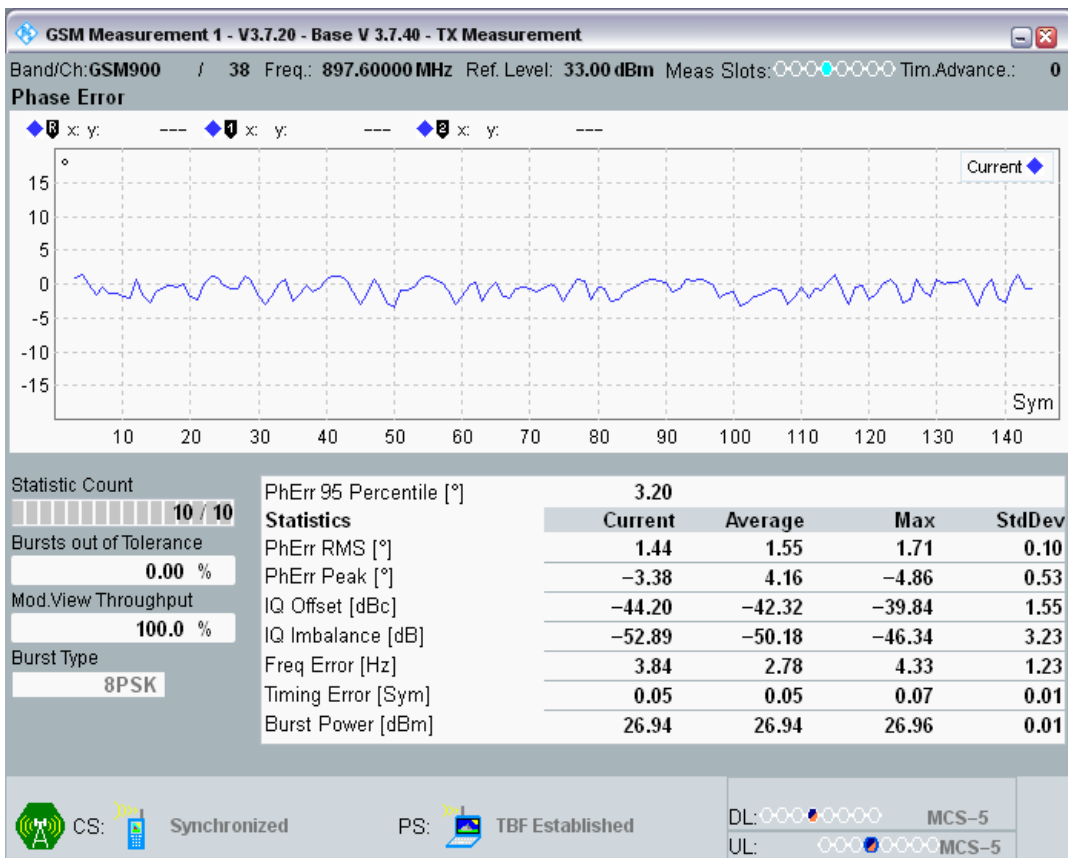 GSM Measurement 1 - V3.7.20 - Base V 3.7.40 - TX Measurement
Band/Ch:GSM900 / 38 Freq.: 897.60000 MHz Ref. Level: 33.00 dBm Meas Slots: Tim.Advance.: 0
Phase Error
R x: y: --- 1 x: y: --- 2 x: y: ---
°
Current
15
10
5
0
-5
-10
-15
Sym
10 20 30 40 50 60 70 80 90 100 110 120 130 140
Statistic Count
10 / 10
Bursts out of Tolerance
0.00 %
Mod.View Throughput
100.0 %
Burst Type
8PSK
PhErr 95 Percentile [°] 3.20
Statistics Current Average Max StdDev
PhErr RMS [°] 1.44 1.55 1.71 0.10
PhErr Peak [°] −3.38 4.16 −4.86 0.53
IQ Offset [dBc] −44.20 −42.32 −39.84 1.55
IQ Imbalance [dB] −52.89 −50.18 −46.34 3.23
Freq Error [Hz] 3.84 2.78 4.33 1.23
Timing Error [Sym] 0.05 0.05 0.07 0.01
Burst Power [dBm] 26.94 26.94 26.96 0.01
CS: Synchronized PS: TBF Established
DL: MCS−5
UL: MCS−5